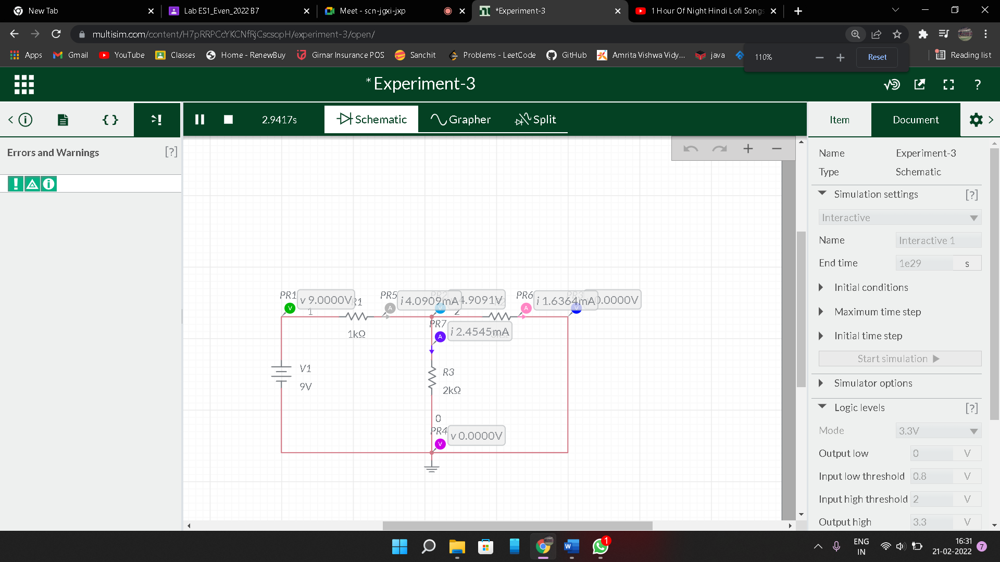 New Tab
Lab ES1_Even_2022 B7
Meet - scn-jgxi-jxp
*Experiment-3
1 Hour Of Night Hindi Lofi Songs
multisim.com/content/H7pRRPCcYKCNfRjCscsopH/experiment-3/open/
Apps
Gmail
YouTube
Classes
Home - RenewBuy
Girnar Insurance POS
Sanchit
Problems - LeetCode
GitHub
Amrita Vishwa Vidy...
java
110%
Reset
Reading list
*Experiment-3
2.9417s
Schematic
Grapher
Split
Item
Document
Errors and Warnings
[?]
Name
Experiment-3
Type
Schematic
Simulation settings
[?]
Interactive
Name
Interactive 1
End time
1e29
s
Initial conditions
Maximum time step
Initial time step
Start simulation
Simulator options
Logic levels
[?]
Mode
3.3V
Output low
0
V
Input low threshold
0.8
V
Input high threshold
2
V
Output high
3.3
V
PR1
v 9.0000V
R1
1
1kΩ
PR5
i 4.0909mA
PR2
4.9091V
2
PR6
i 1.6364mA
PR3
0.0000V
PR7
i 2.4545mA
V1
9V
R3
2kΩ
0
PR4
v 0.0000V
V
A
A
V
A
V
1
ENG
IN
16:31
21-02-2022
7